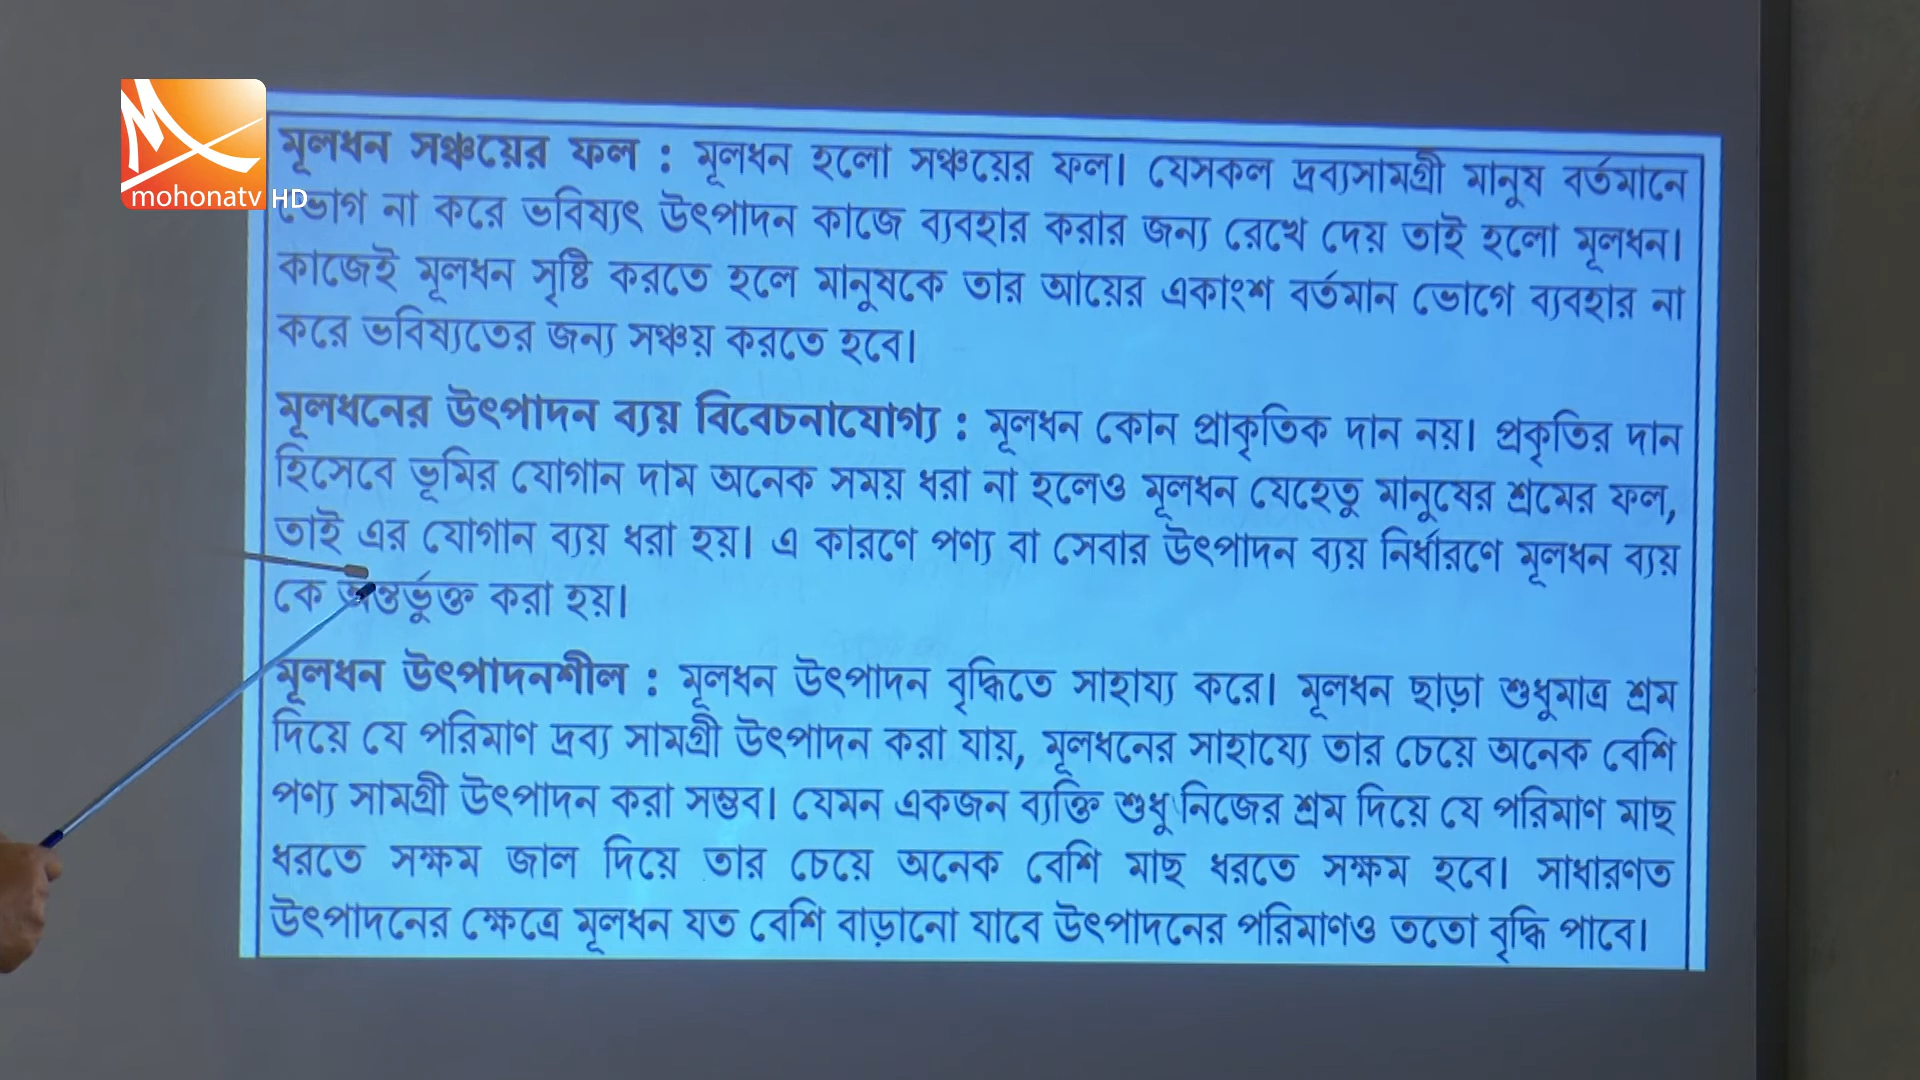 mohonatv HD
মূলধন সঞ্চয়ের ফল : মূলধন হলো সঞ্চয়ের ফল। যেসকল দ্রব্যসামগ্রী মানুষ বর্তমানে
ভোগ না করে ভবিষ্যৎ উৎপাদন কাজে ব্যবহার করার জন্য রেখে দেয় তাই হলো মূলধন।
কাজেই মূলধন সৃষ্টি করতে হলে মানুষকে তার আয়ের একাংশ বর্তমান ভোগে ব্যবহার না
করে ভবিষ্যতের জন্য সঞ্চয় করতে হবে।
মূলধনের উৎপাদন ব্যয় বিবেচনাযোগ্য : মূলধন কোন প্রাকৃতিক দান নয়। প্রকৃতির দান
হিসেবে ভূমির যোগান দাম অনেক সময় ধরা না হলেও মূলধন যেহেতু মানুষের শ্রমের ফল,
তাই এর যোগান ব্যয় ধরা হয়। এ কারণে পণ্য বা সেবার উৎপাদন ব্যয় নির্ধারণে মূলধন ব্যয়
কে অন্তর্ভুক্ত করা হয়।
মূলধন উৎপাদনশীল : মূলধন উৎপাদন বৃদ্ধিতে সাহায্য করে। মূলধন ছাড়া শুধুমাত্র শ্রম
দিয়ে যে পরিমাণ দ্রব্য সামগ্রী উৎপাদন করা যায়, মূলধনের সাহায্যে তার চেয়ে অনেক বেশি
পণ্য সামগ্রী উৎপাদন করা সম্ভব। যেমন একজন ব্যক্তি শুধু নিজের শ্রম দিয়ে যে পরিমাণ মাছ
ধরতে সক্ষম জাল দিয়ে তার চেয়ে অনেক বেশি মাছ ধরতে সক্ষম হবে। সাধারণত
উৎপাদনের ক্ষেত্রে মূলধন যত বেশি বাড়ানো যাবে উৎপাদনের পরিমাণও ততো বৃদ্ধি পাবে।